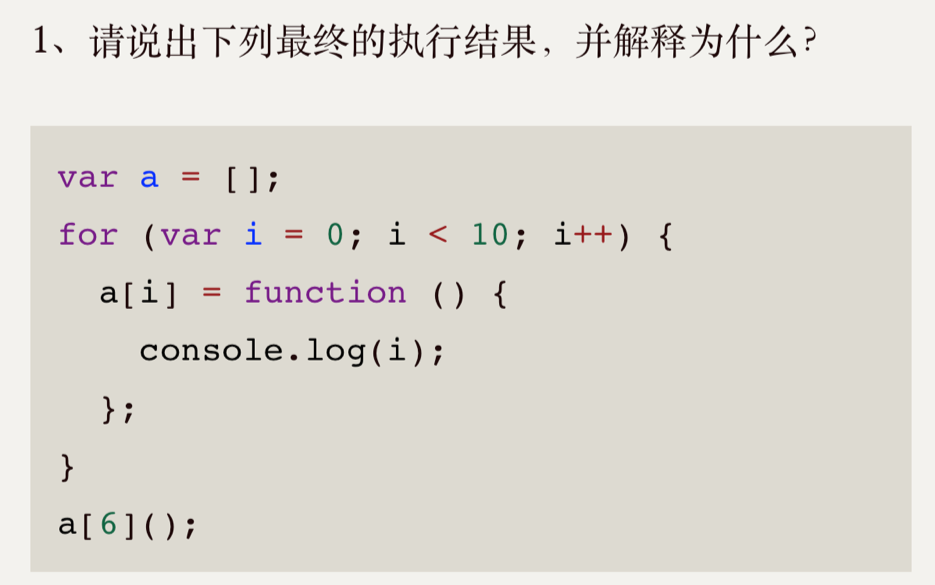 1、请说出下列最终的执行结果，并解释为什么?
var a = [];
for (var i = 0; i < 10; i++) {
  a[i] = function () {
    console.log(i);
  };
}
a[6]();